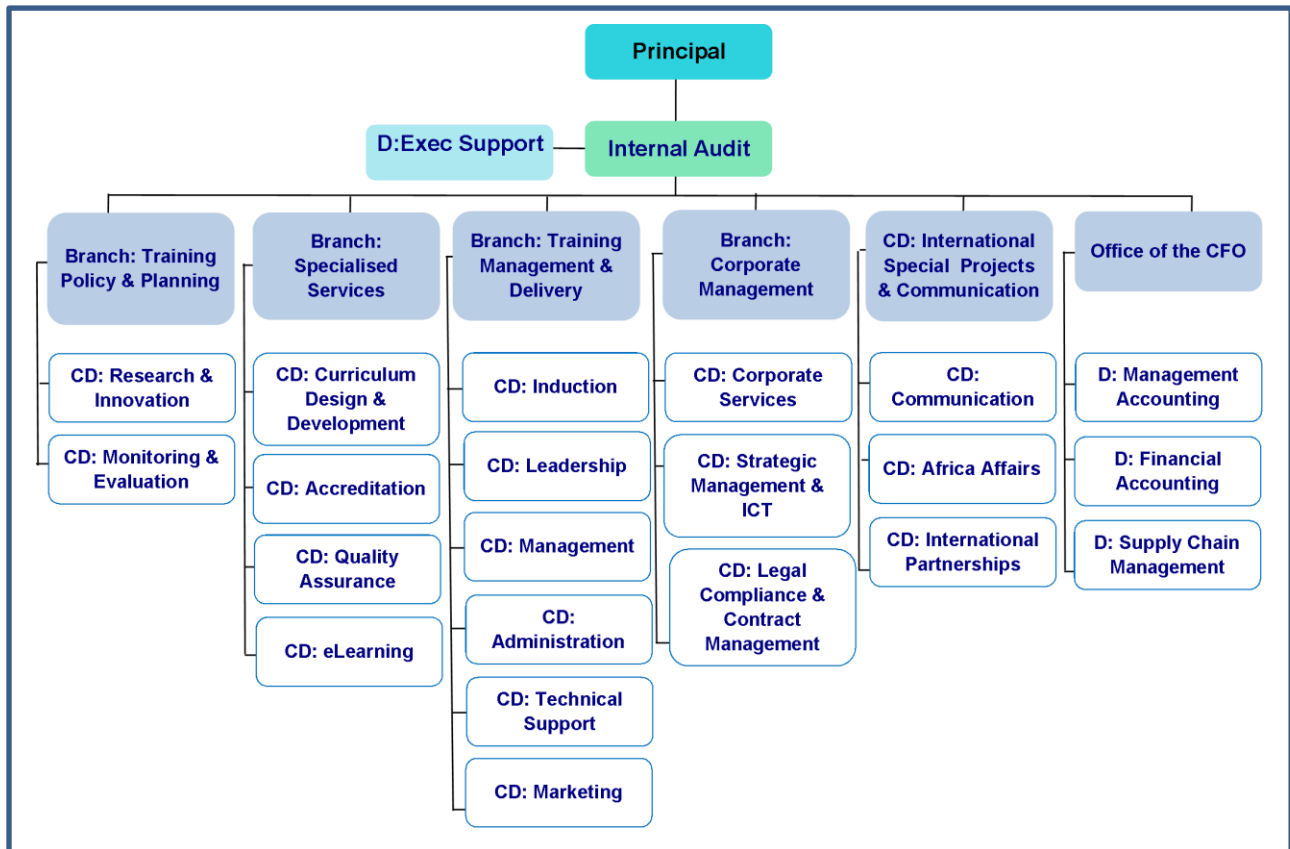 Principal
D:Exec Support
Internal Audit
Branch: Training
Policy & Planning
CD: Research &
Innovation
CD: Monitoring &
Evaluation
Branch:
Specialised
Services
CD: Curriculum
Design &
Development
CD: Accreditation
CD: Quality
Assurance
CD: eLearning
Branch: Training
Management &
Delivery
CD: Induction
CD: Leadership
CD: Management
CD:
Administration
CD: Technical
Support
CD: Marketing
Branch:
Corporate
Management
CD: Corporate
Services
CD: Strategic
Management &
ICT
CD: Legal
Compliance &
Contract
Management
CD: International
Special Projects
& Communication
CD:
Communication
CD: Africa Affairs
CD: International
Partnerships
Office of the CFO
D: Management
Accounting
D: Financial
Accounting
D: Supply Chain
Management